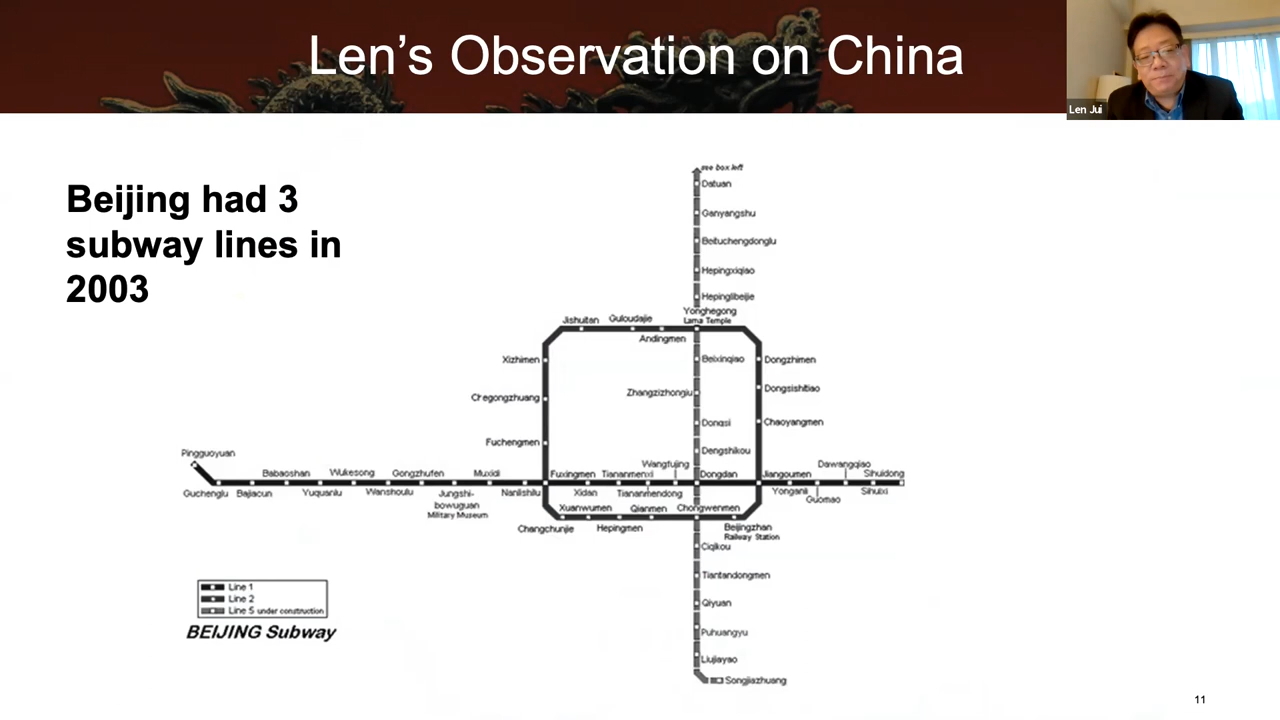 Len's Observation on China
Len Jui
Beijing had 3
subway lines in
2003
see box left
Datuan
Ganyangshu
Beituchengdonglu
Hepingxiqiao
Hepinglibeijie
Yonghegong
Lama Temple
Jishuitan
Guloudajie
Andingmen
Xizhimen
Beixinqiao
Dongzhimen
Chegongzhuang
Zhangzizhonglu
Dongsishitiao
Fuchengmen
Dongsi
Chaoyangmen
Dengshikou
Pingguoyuan
Wangfujing
Dawangqiao
Babaoshan
Wukesong
Gongzhufen
Muxidi
Fuxingmen
Tiananmenxi
Dongdan
Jiangoumen
Sihuidong
Guchenglu
Bajiacun
Yuquanlu
Wanshoulu
Jungshi-
bowuguan
Military Museum
Nanlishilu
Xidan
Tiananmendong
Yonganli
Guomao
Sihuixi
Xuanwumen
Qianmen
Chongwenmen
Changchunjie
Hepingmen
Beijingzhan
Railway Station
Ciqikou
Tiantandongmen
Qiyuan
Puhuangyu
Liujiayao
Songjiazhuang
Line 1
Line 2
Line 5 under construction
BEIJING Subway
11